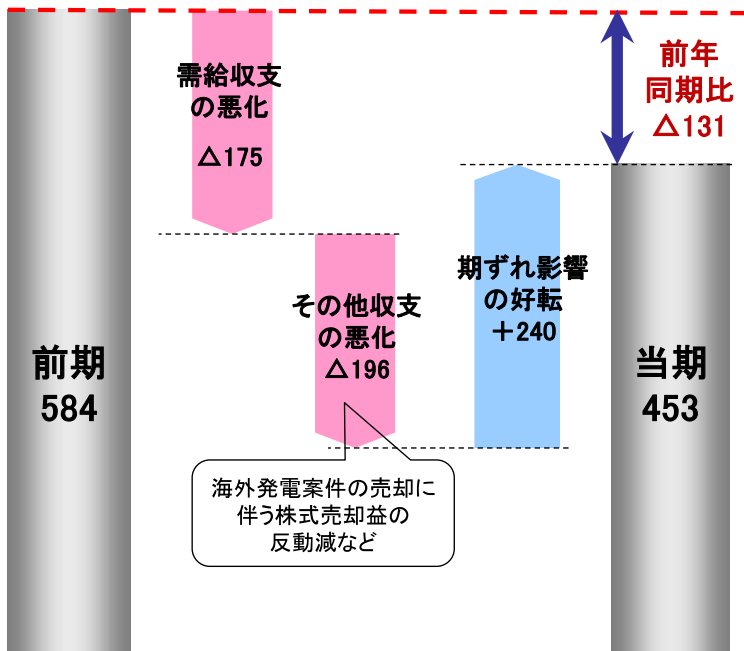 前期
584
需給収支
の悪化
△175
その他収支
の悪化
△196
海外発電案件の売却に
伴う株式売却益の
反動減など
期ずれ影響
の好転
＋240
前年
同期比
△131
当期
453